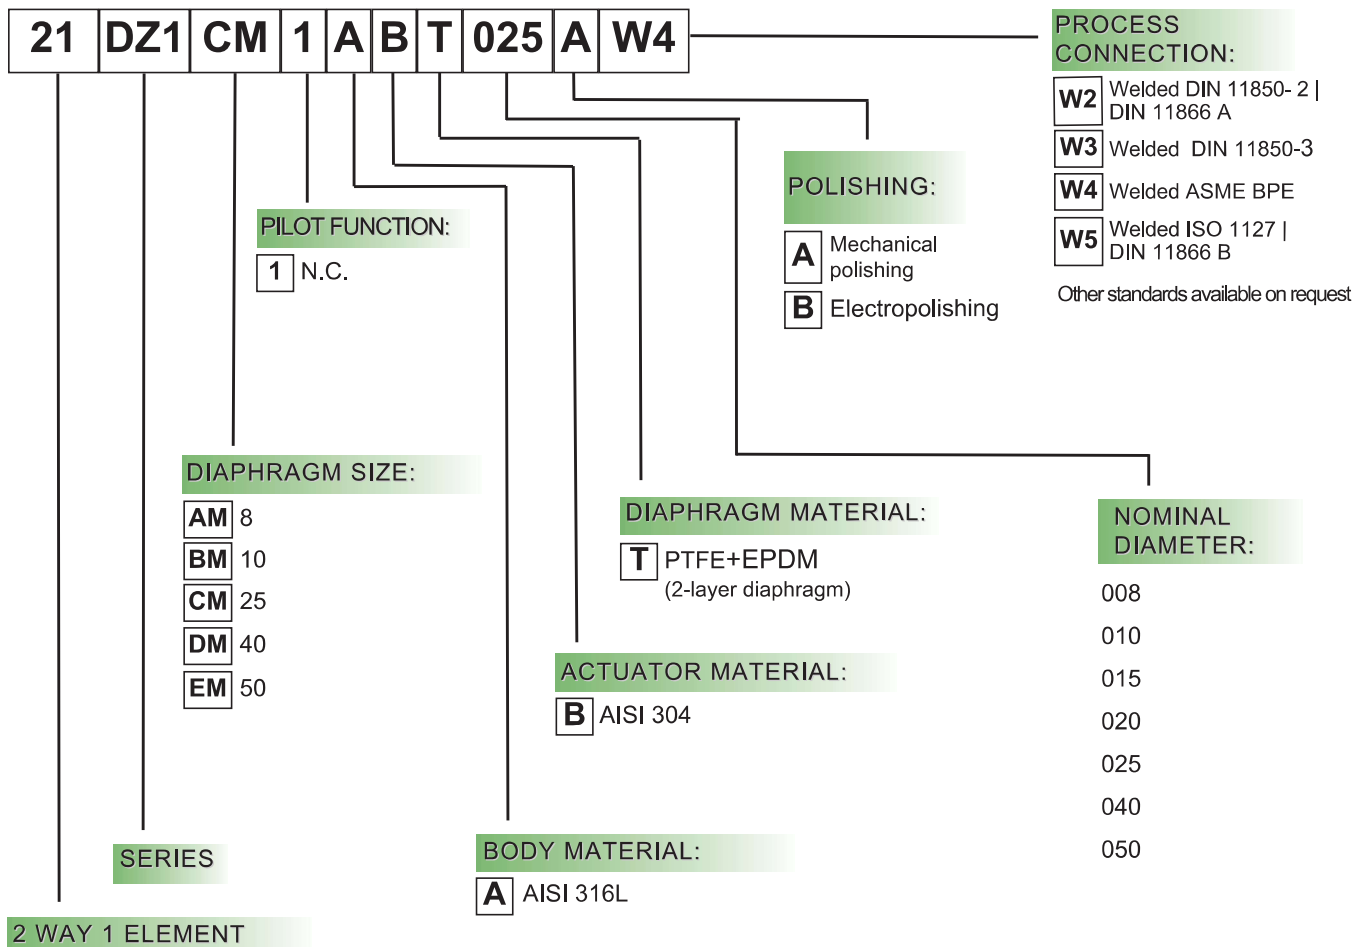 21 DZ1 CM 1 A B T 025 A W4
PROCESS
CONNECTION:
W2 Welded DIN 11850- 2 |
DIN 11866 A
W3 Welded DIN 11850-3
W4 Welded ASME BPE
W5 Welded ISO 1127 |
DIN 11866 B
Other standards available on request
POLISHING:
A Mechanical
polishing
B Electropolishing
PILOT FUNCTION:
1 N.C.
DIAPHRAGM SIZE:
AM 8
BM 10
CM 25
DM 40
EM 50
DIAPHRAGM MATERIAL:
T PTFE+EPDM
(2-layer diaphragm)
NOMINAL
DIAMETER:
008
010
015
020
025
040
050
ACTUATOR MATERIAL:
B AISI 304
BODY MATERIAL:
A AISI 316L
SERIES
2 WAY 1 ELEMENT